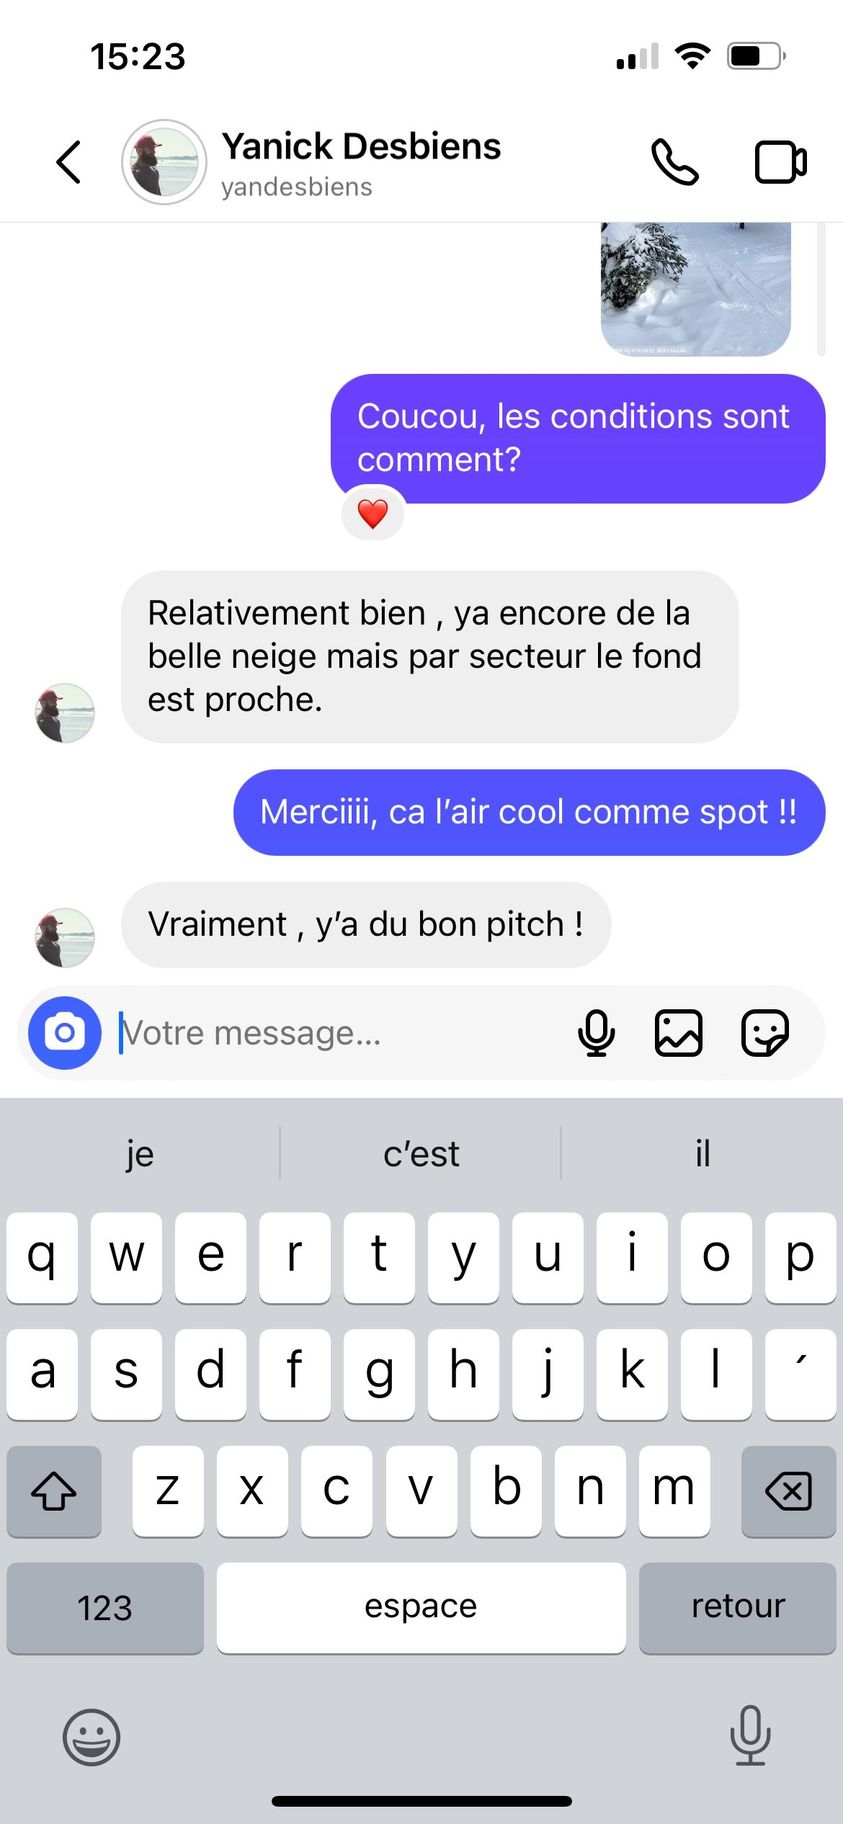 15:23
Yanick Desbiens
yandesbiens
Coucou, les conditions sont
comment?
Relativement bien , ya encore de la
belle neige mais par secteur le fond
est proche.
Merciiii, ca l’air cool comme spot !!
Vraiment , y’a du bon pitch !
Votre message...
je c’est il
q w e r t y u i o p
a s d f g h j k l ´
z x c v b n m
123 espace retour